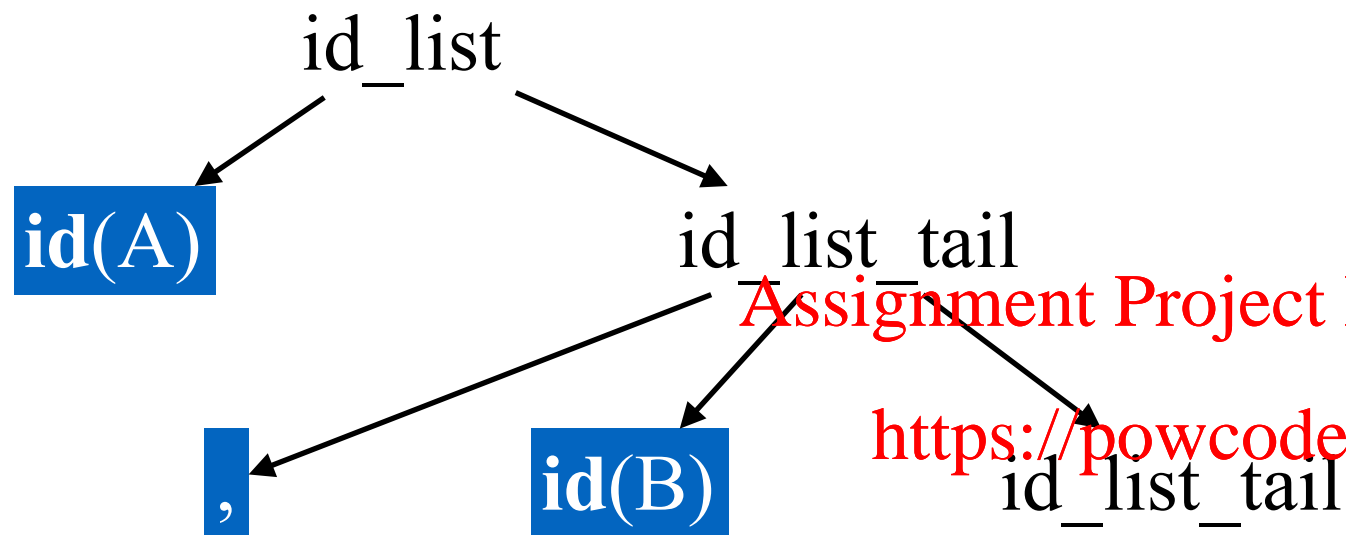 id_list
id(A)
id_list_tail
Assignment Project
https://powcode
, id(B)
id_list_tail